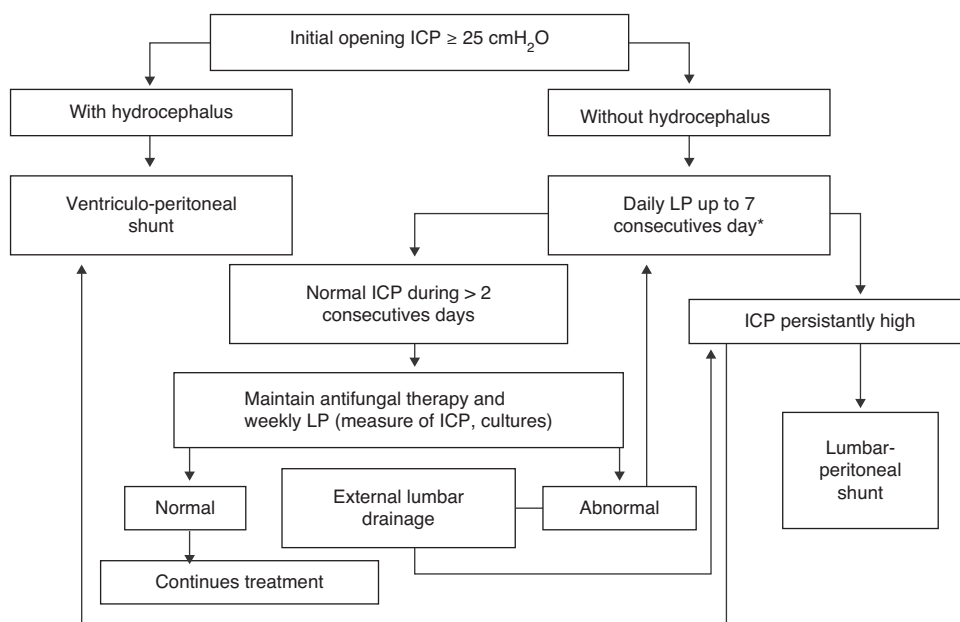 Initial opening ICP ≥ 25 cmH₂O
With hydrocephalus
Without hydrocephalus
Ventriculo-peritoneal
shunt
Daily LP up to 7
consecutives day*
Normal ICP during > 2
consecutives days
ICP persistantly high
Maintain antifungal therapy and
weekly LP (measure of ICP, cultures)
Lumbar-
peritoneal
shunt
Normal
External lumbar
drainage
Abnormal
Continues treatment